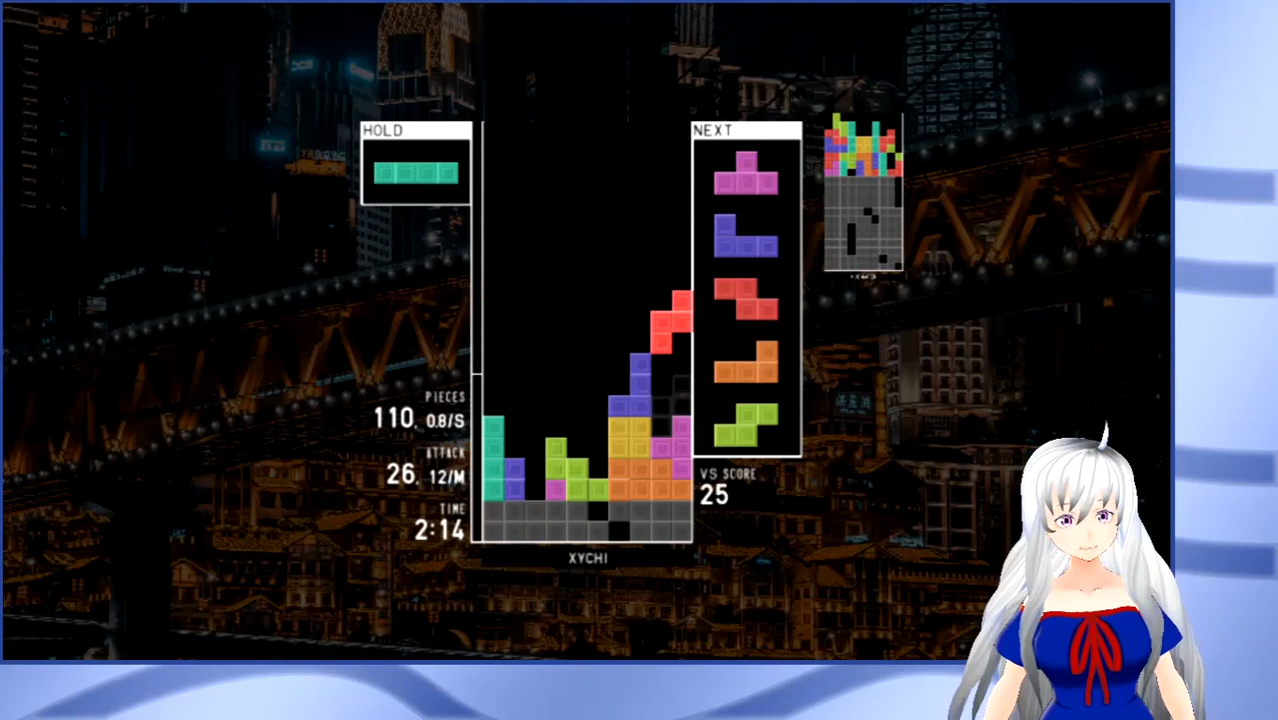 HOLD
NEXT
PIECES
110, 0.8/S
ATTACK
26, 12/M
TIME
2:14
VS SCORE
25
XYCHI